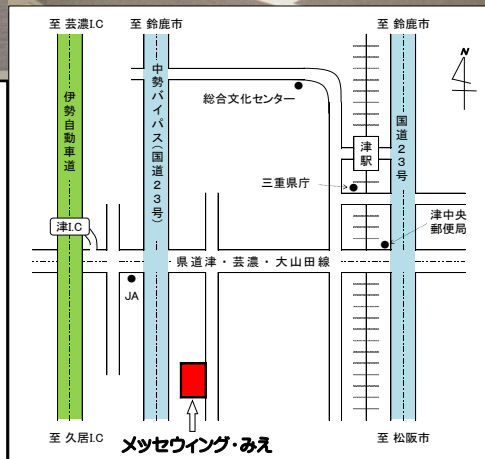 至 芸濃I.C
至 鈴鹿市
至 鈴鹿市
N
伊勢自動車道
中勢バイパス(国道23号)
総合文化センター
津駅
国道23号
三重県庁
津I.C
津中央
郵便局
県道津・芸濃・大山田線
JA
至 久居I.C
メッセウィング・みえ
至 松阪市